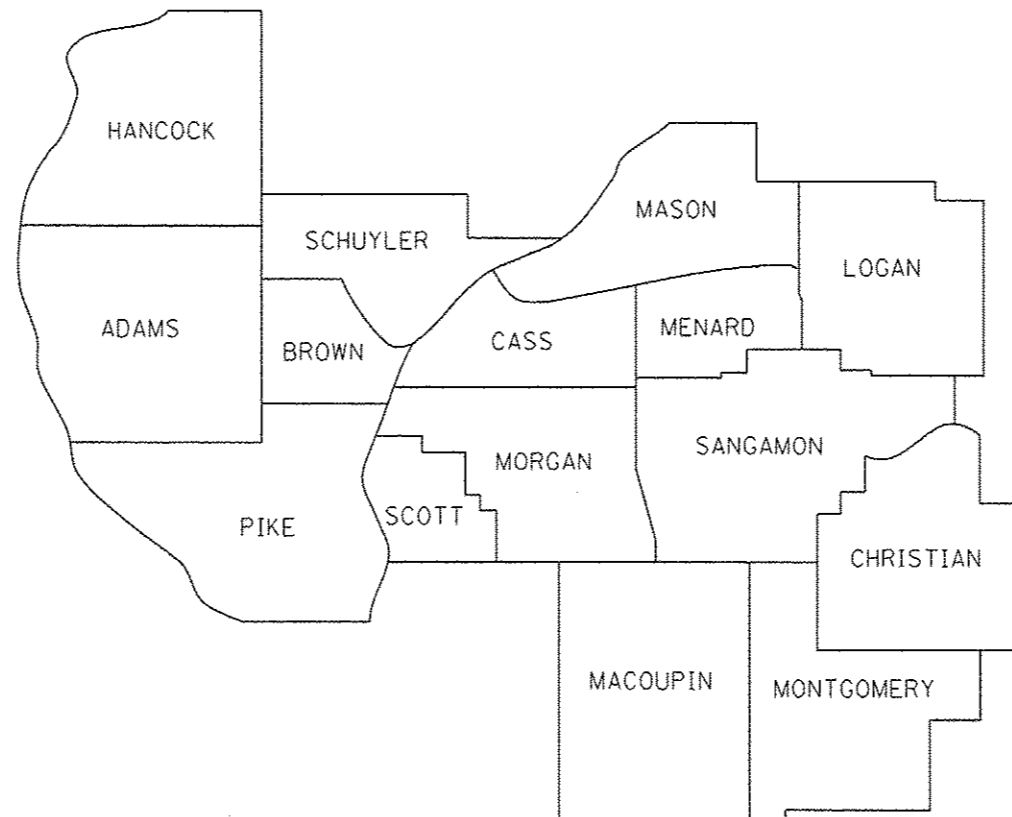 HANCOCK
MASON
SCHUYLER
LOGAN
ADAMS
MENARD
CASS
BROWN
SANGAMON
MORGAN
SCOTT
PIKE
CHRISTIAN
MACOUPIN
MONTGOMERY